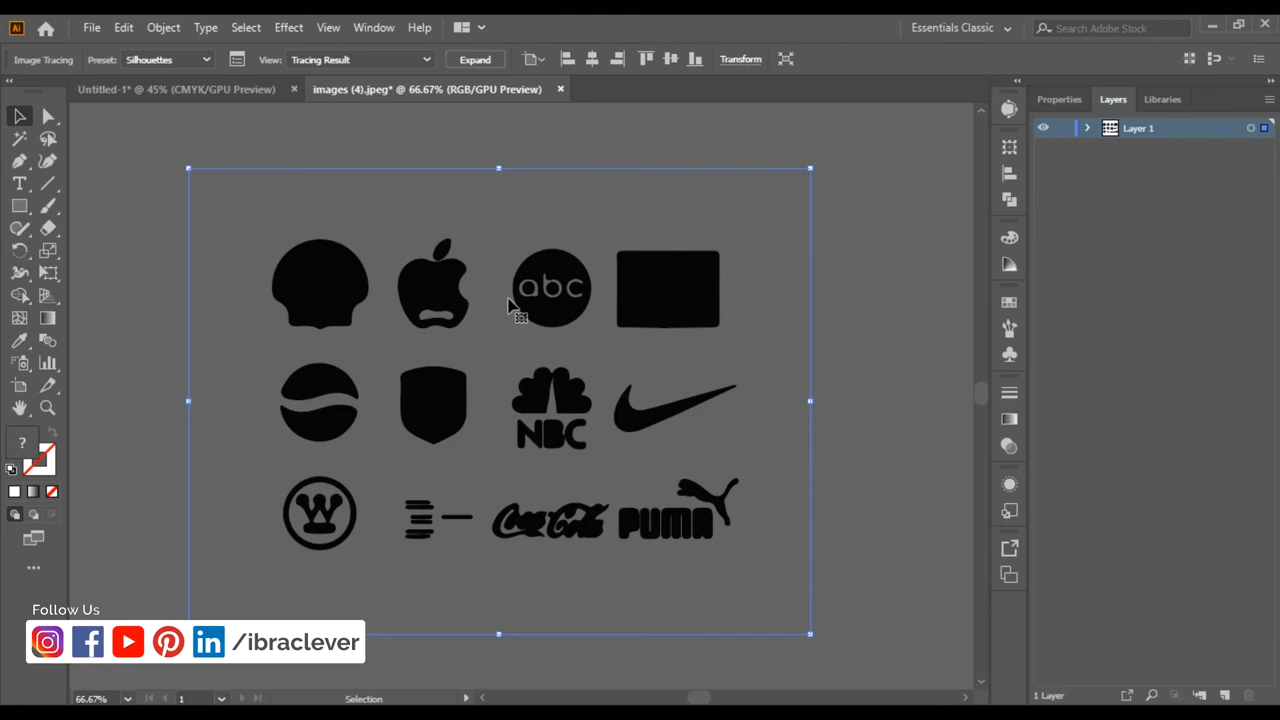 Ai File Edit Object Type Select Effect View Window Help Essentials Classic Search Adobe Stock
Image Tracing Preset: Silhouettes View: Tracing Result Expand Transform
Untitled-1* @ 45% (CMYK/GPU Preview) × images (4).jpeg* @ 66.67% (RGB/GPU Preview) ×
Properties Layers Libraries
Layer 1
abc
NBC
W
Coca-Cola PUMA
?
Follow Us
in /ibraclever
66.67% 1 Selection 1 Layer